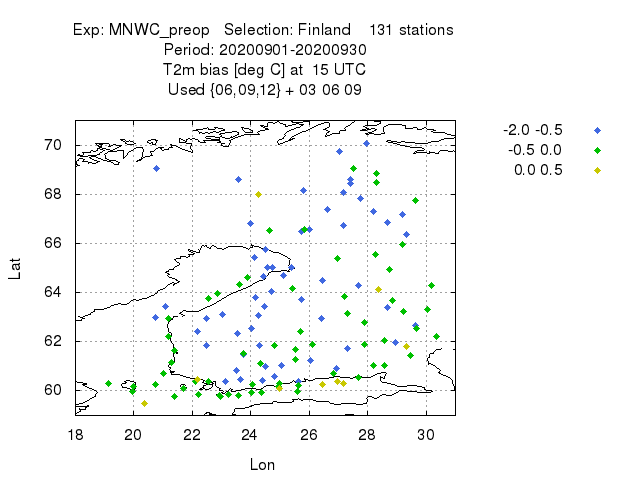 Exp: MNWC_preop   Selection: Finland    131 stations
Period: 20200901-20200930
T2m bias [deg C] at  15 UTC
Used {06,09,12} + 03 06 09
-2.0 -0.5
-0.5 0.0
0.0 0.5
70
68
66
64
62
60
Lat
18 20 22 24 26 28 30
Lon